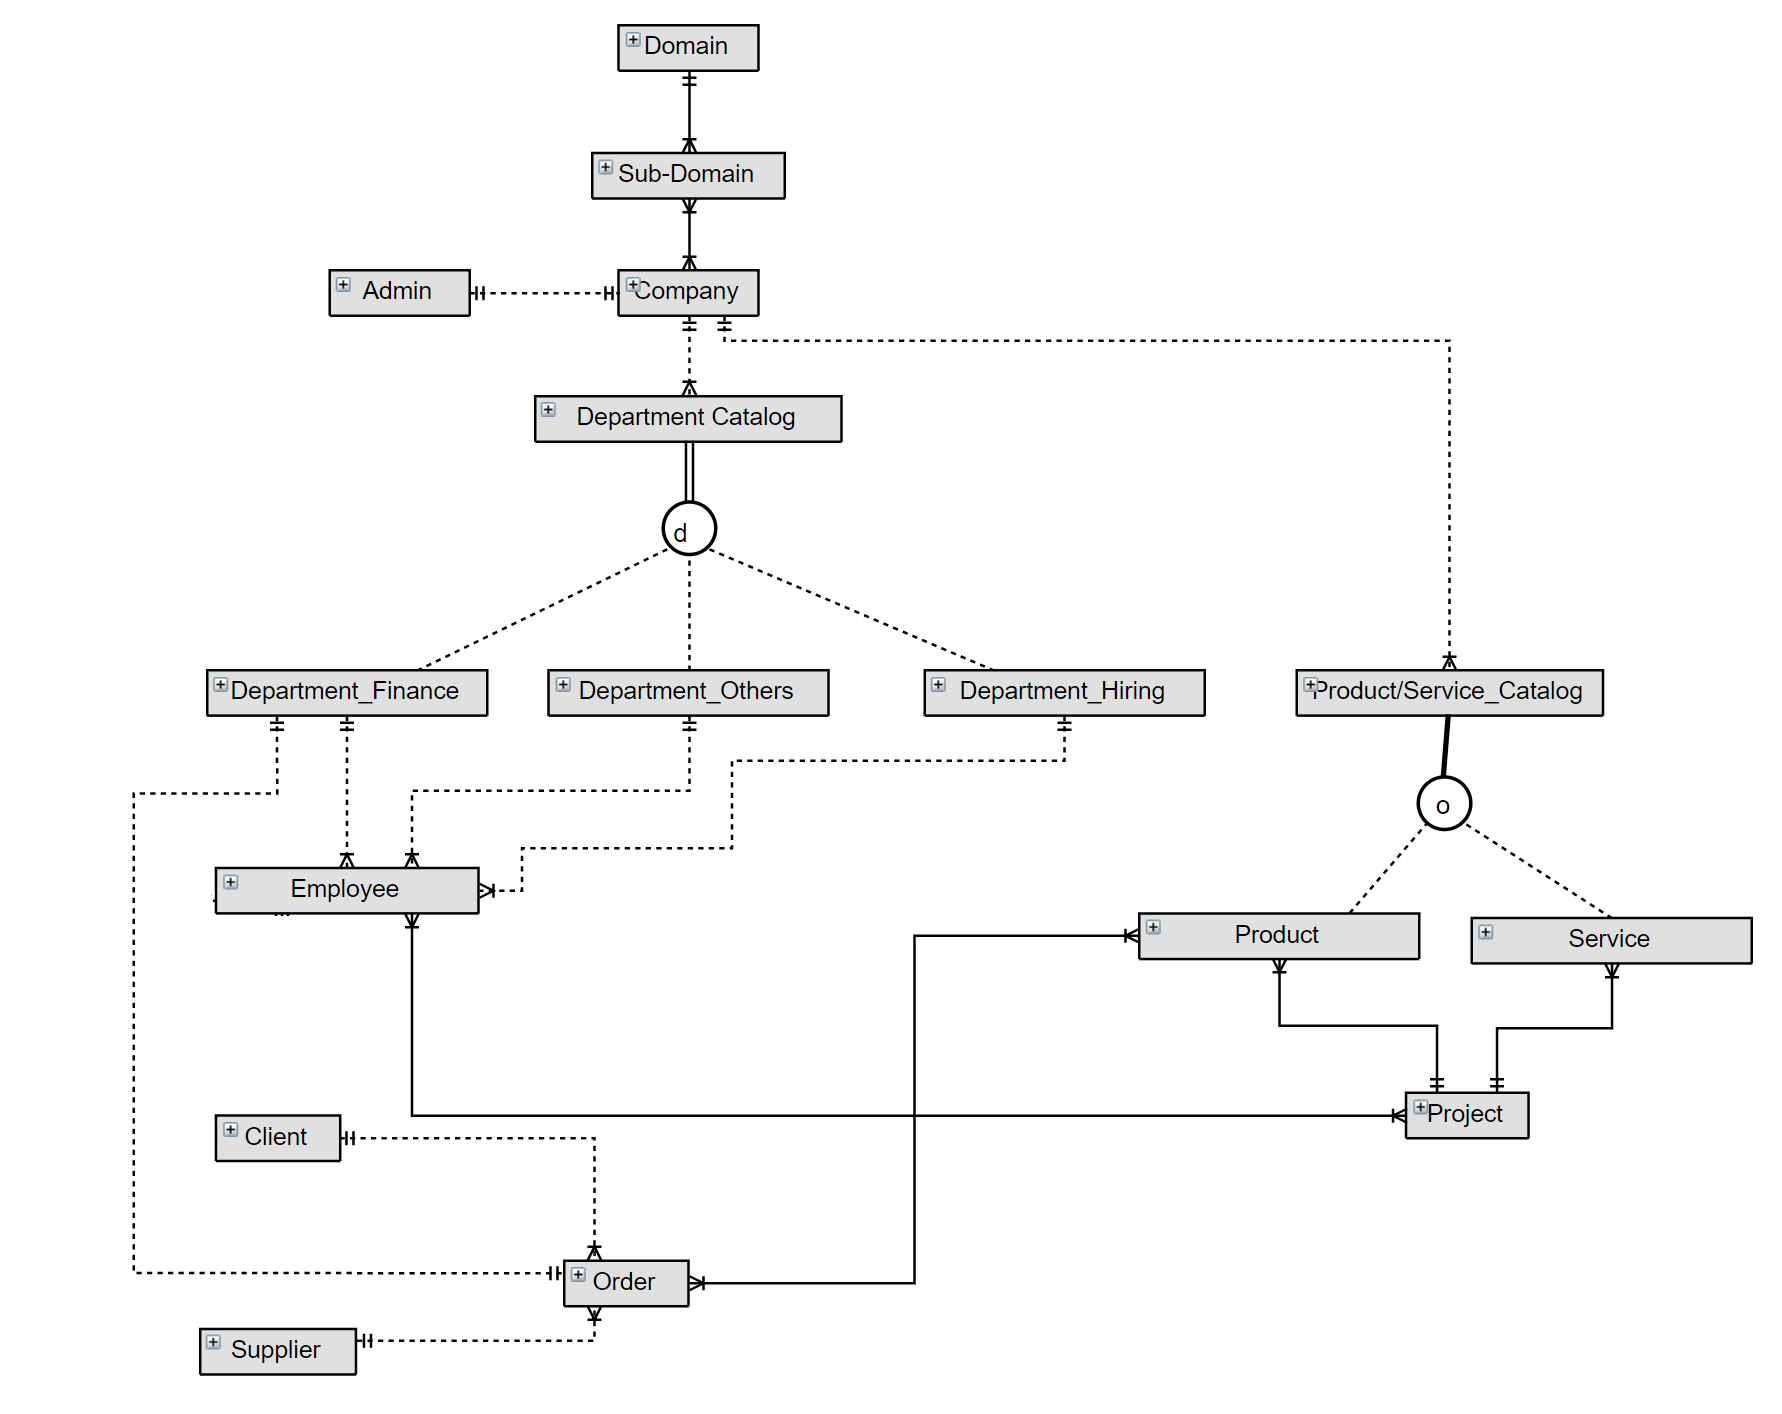 Domain
Sub-Domain
Admin
Company
Department Catalog
d
Department_Finance
Department_Others
Department_Hiring
Product/Service_Catalog
o
Employee
Product
Service
Project
Client
Order
Supplier